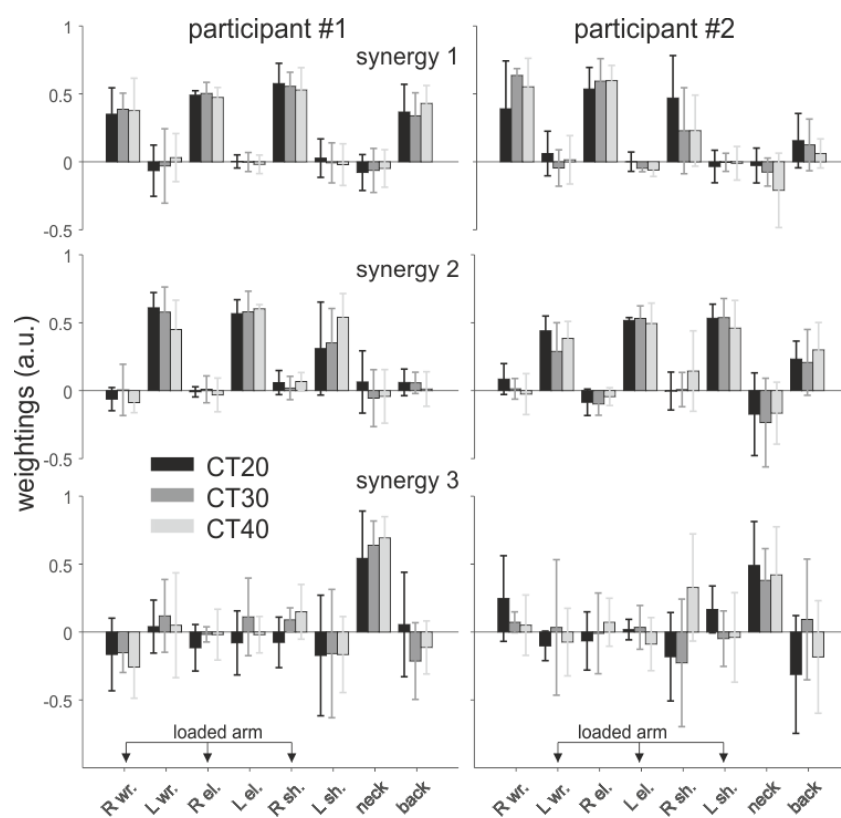 participant #1
participant #2
synergy 1
1
0.5
0
-0.5
synergy 2
1
0.5
0
-0.5
synergy 3
1
0.5
0
-0.5
weightings (a.u.)
CT20
CT30
CT40
loaded arm
loaded arm
R wr.
L wr.
R el.
L el.
R sh.
L sh.
neck
back
R wr.
L wr.
R el.
L el.
R sh.
L sh.
neck
back